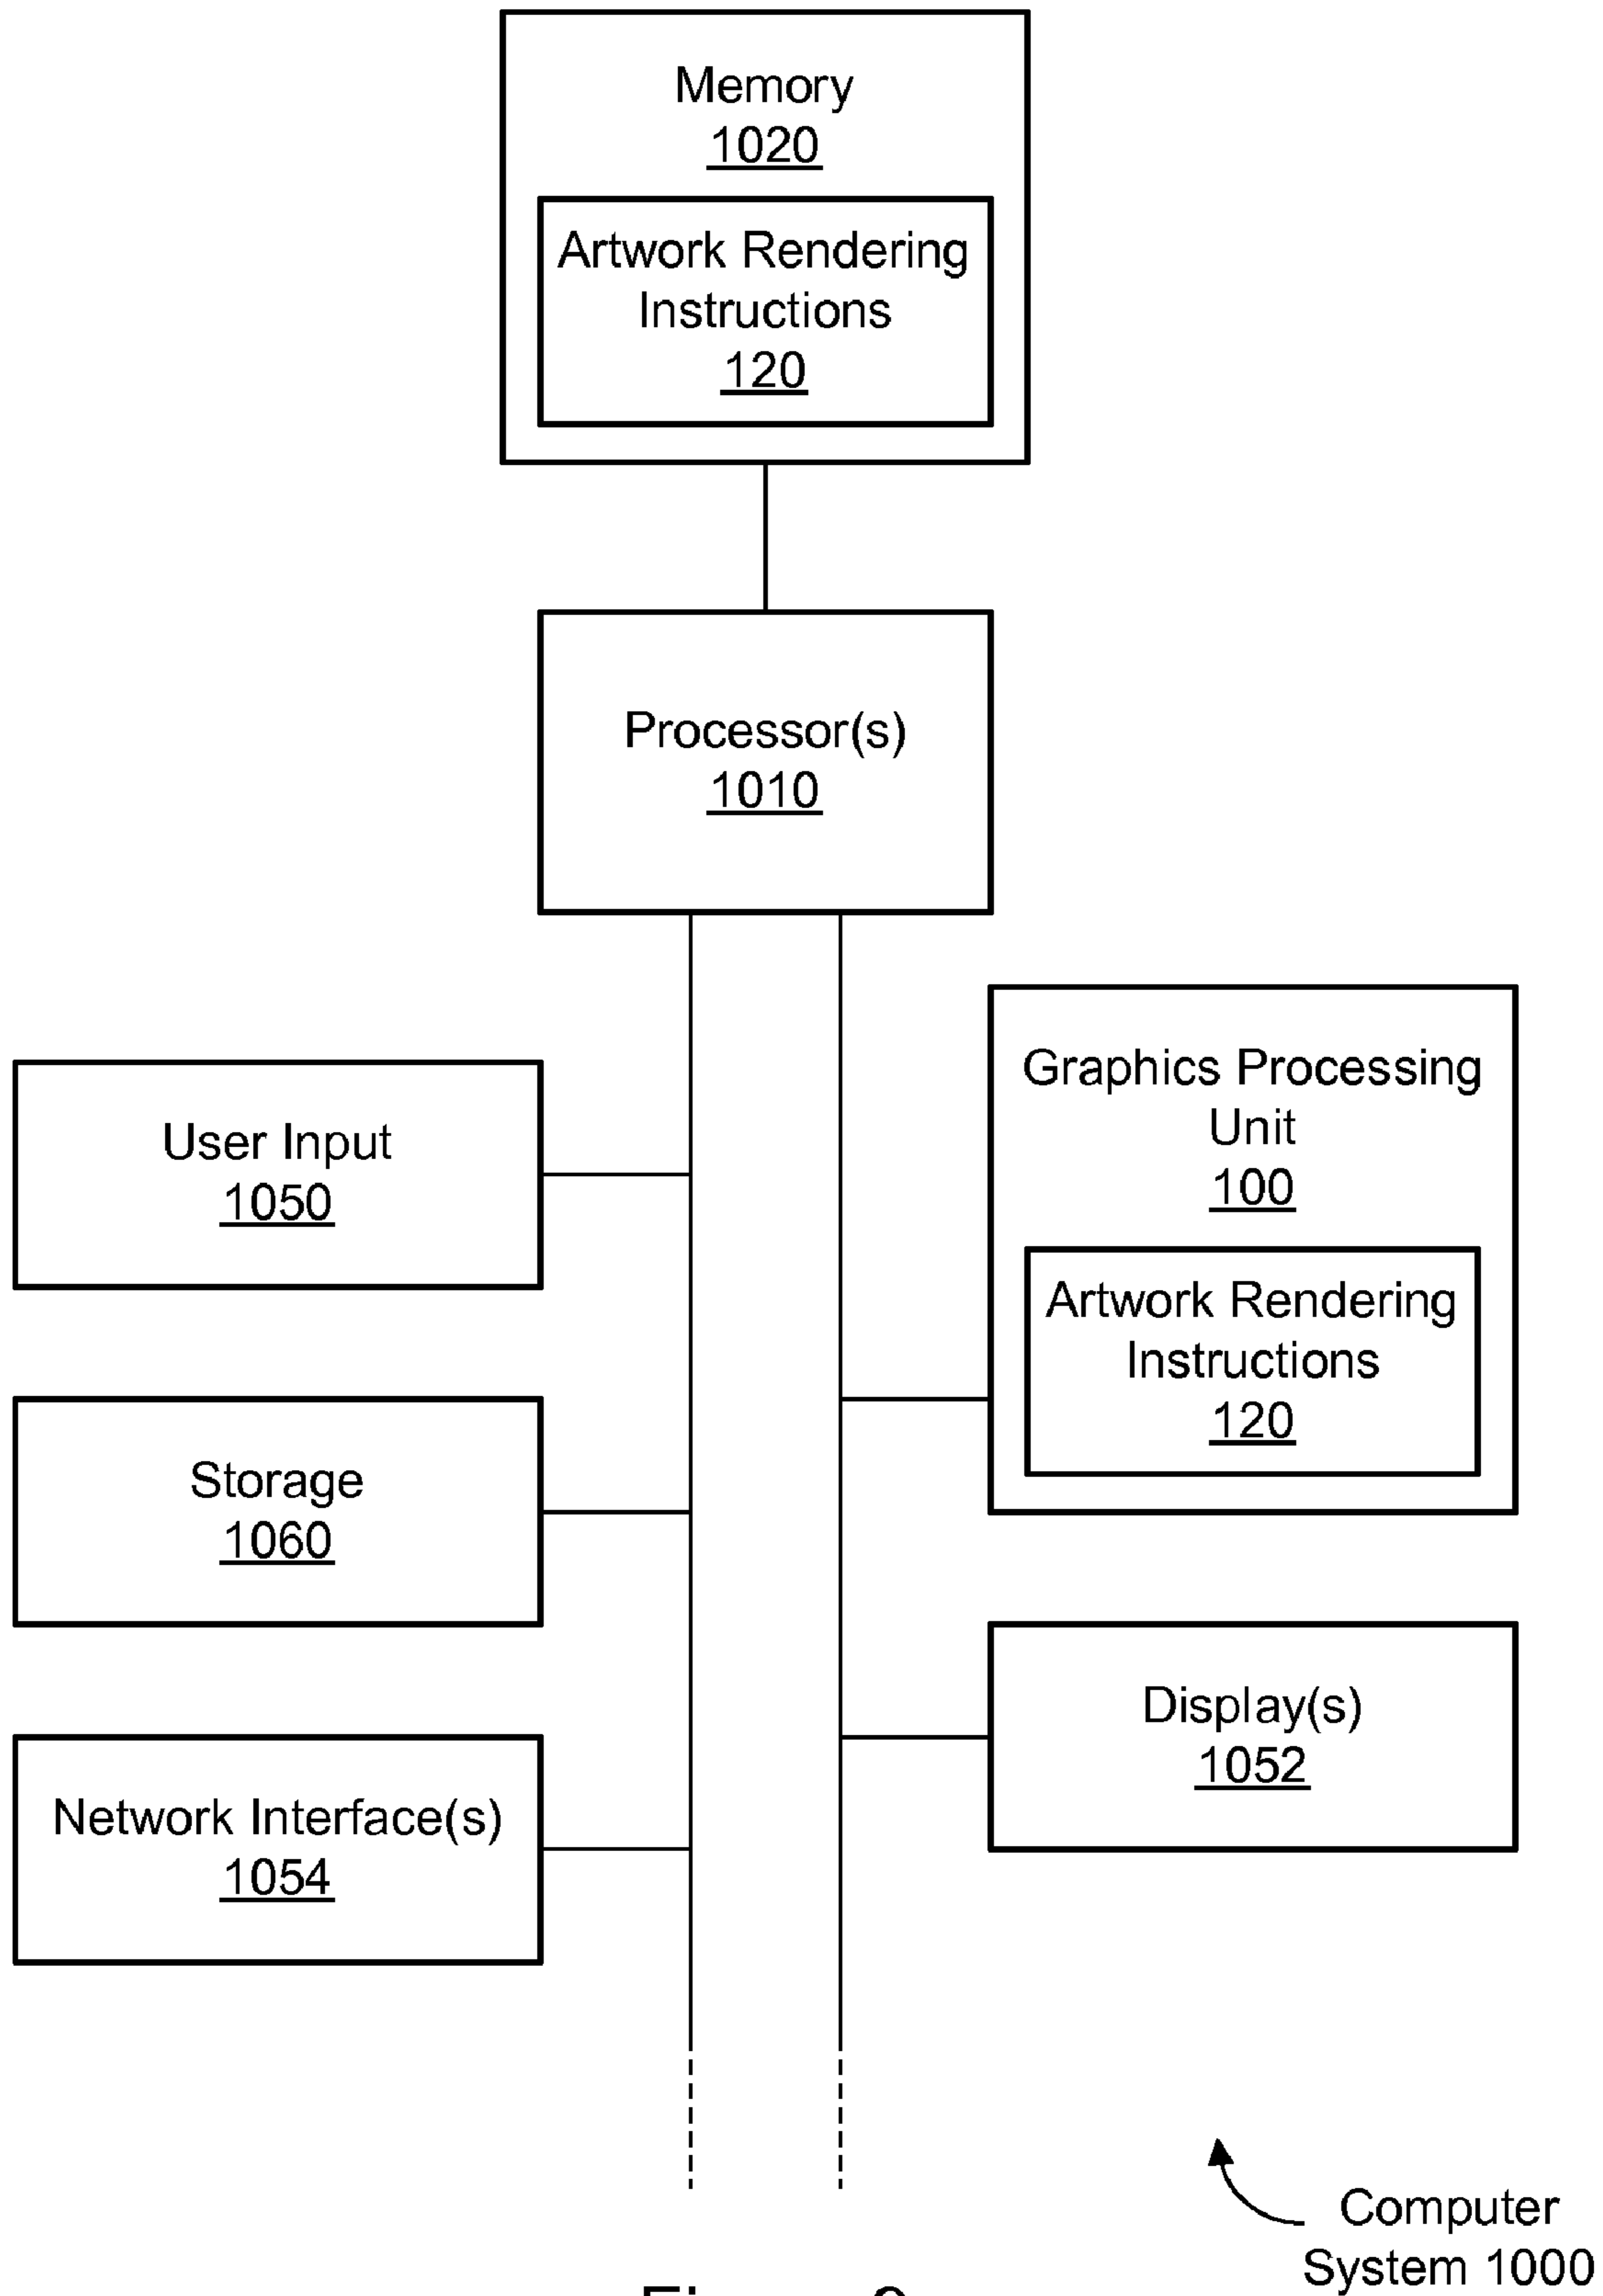 Memory
1020
Artwork Rendering
Instructions
120
Processor(s)
1010
Graphics Processing
Unit
100
Artwork Rendering
Instructions
120
User Input
1050
Storage
1060
Display(s)
1052
Network Interface(s)
1054
Computer
System 1000